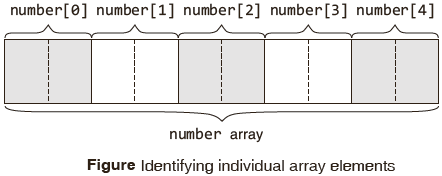 number[0] number[1] number[2] number[3] number[4]
number array
Figure Identifying individual array elements